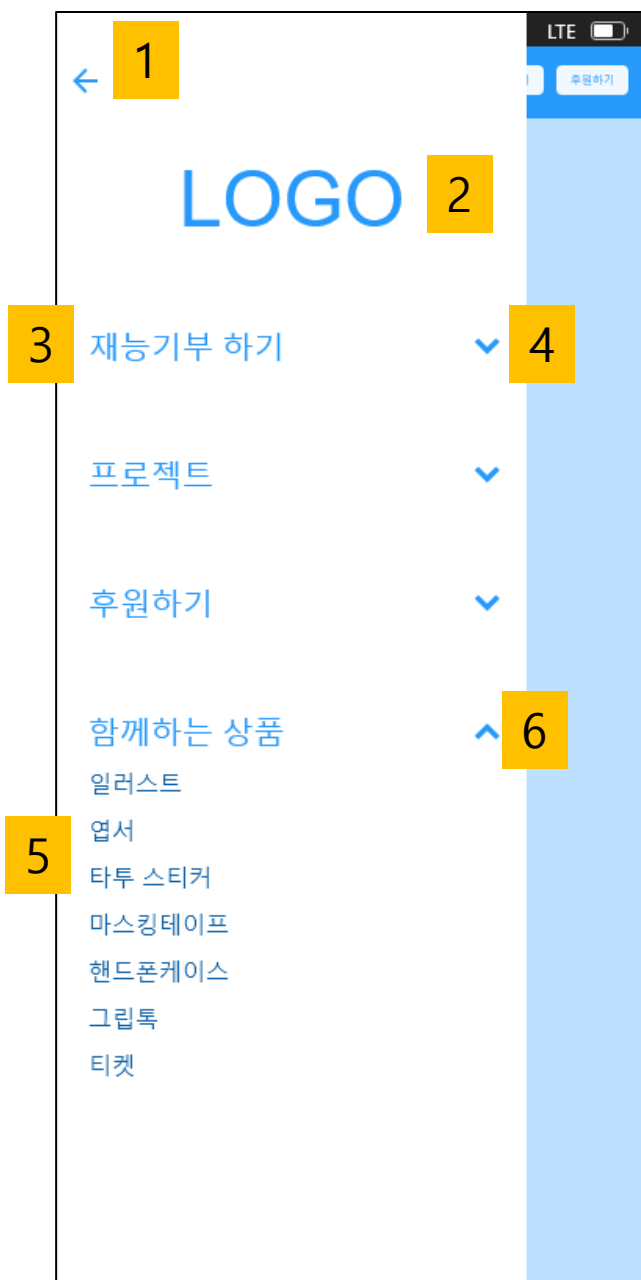 LTE
1
후원하기
LOGO
2
3
재능기부 하기
4
프로젝트
후원하기
함께하는 상품
6
일러스트
엽서
5
타투 스티커
마스킹테이프
핸드폰케이스
그립톡
티켓